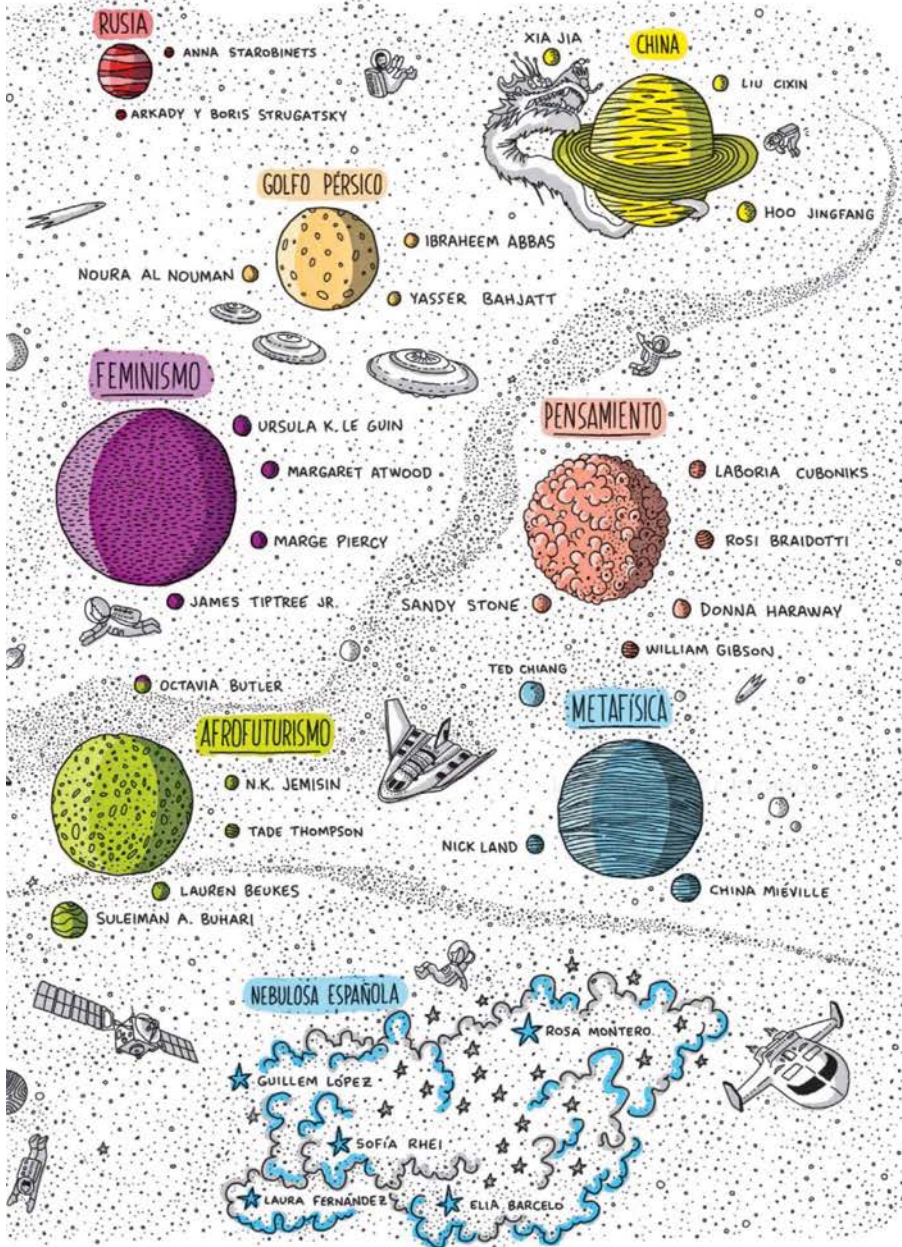 RUSIA
ANNA STAROBINETS
ARKADY Y BORIS STRUGATSKY
XIA JIA
CHINA
LIU CIXIN
HOO JINGFANG
GOLFO PÉRSICO
IBRAHEEM ABBAS
NOURA AL NOUMAN
YASSER BAHJATT
FEMINISMO
URSULA K. LE GUIN
MARGARET ATWOOD
MARGE PIERCY
JAMES TIPTREE JR.
PENSAMIENTO
LABORIA CUBONIKS
ROSI BRAIDOTTI
SANDY STONE
DONNA HARAWAY
WILLIAM GIBSON
OCTAVIA BUTLER
AFROFUTURISMO
N.K. JEMISIN
TADE THOMPSON
LAUREN BEUKES
SULEIMAN A. BUHARI
TED CHIANG
METAFÍSICA
NICK LAND
CHINA MIÉVILLE
NEBULOSA ESPAÑOLA
ROSA MONTERO
GUILLEM LÓPEZ
SOFÍA RHEI
LAURA FERNÁNDEZ
ELIA BARCELO